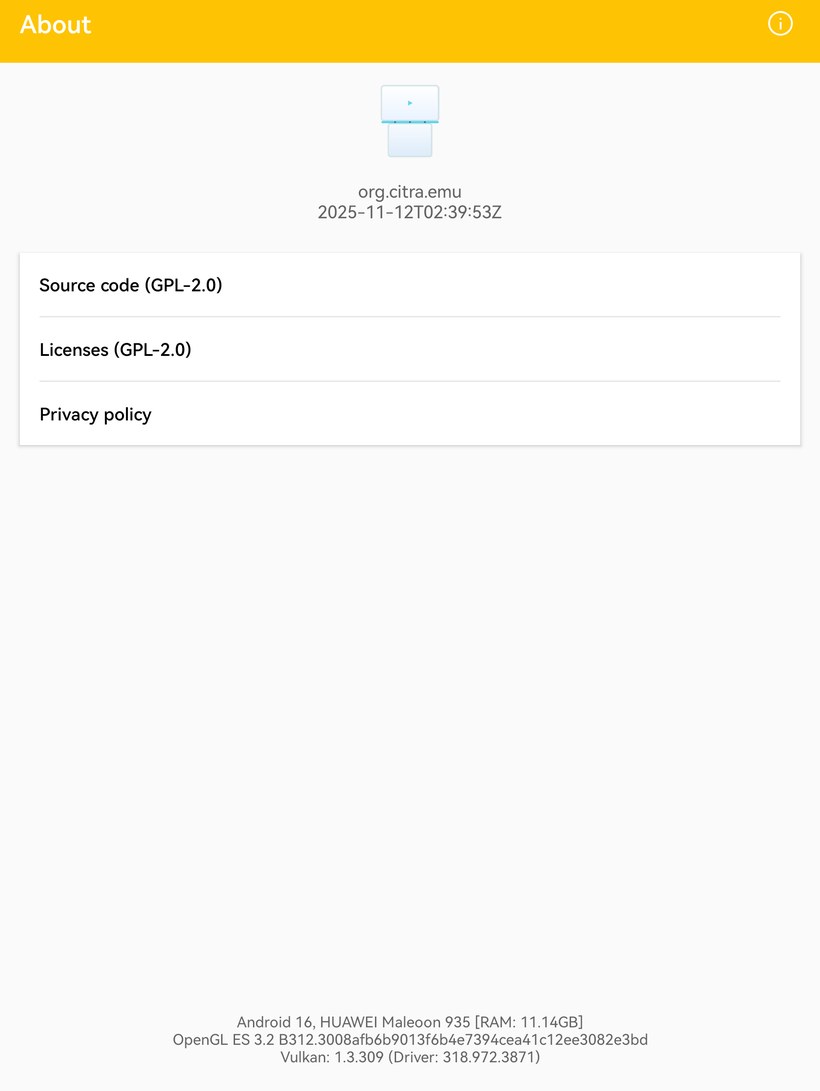 About
org.citra.emu
2025-11-12T02:39:53Z
Source code (GPL-2.0)
Licenses (GPL-2.0)
Privacy policy
Android 16, HUAWEI Maleoon 935 [RAM: 11.14GB]
OpenGL ES 3.2 B312.3008afb6b9013f6b4e7394cea41c12ee3082e3bd
Vulkan: 1.3.309 (Driver: 318.972.3871)